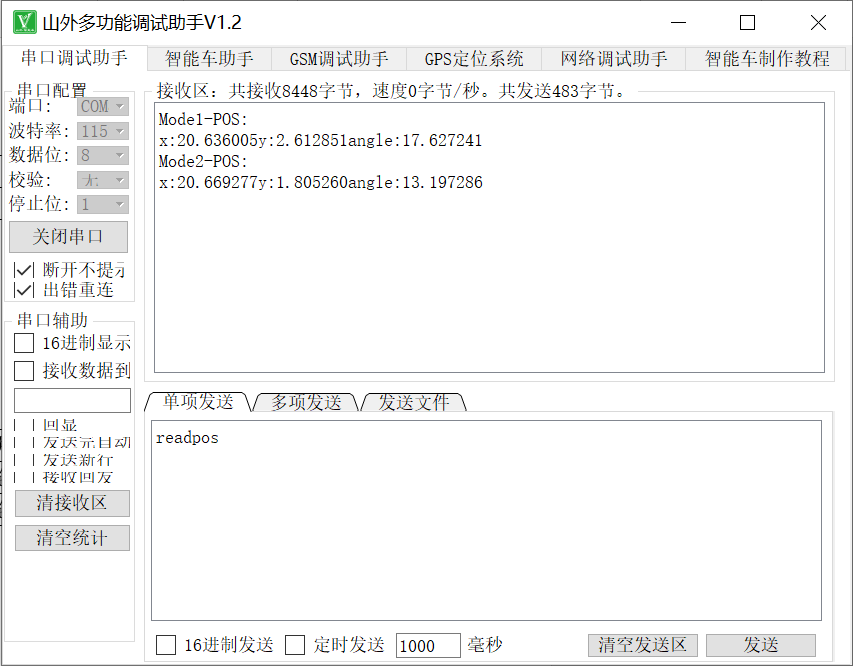 山外多功能调试助手V1.2
串口调试助手 智能车助手 GSM调试助手 GPS定位系统 网络调试助手 智能车制作教程
串口配置
端口: COM
波特率: 115
数据位: 8
校验: 无
停止位: 1
关闭串口
断开不提示
出错重连
串口辅助
16进制显示
接收数据到
回显
发送完自动
发送新行
接收回发
清接收区
清空统计
接收区：共接收8448字节，速度0字节/秒。共发送483字节。
Mode1-POS:
x:20.636005y:2.612851angle:17.627241
Mode2-POS:
x:20.669277y:1.805260angle:13.197286
单项发送 多项发送 发送文件
readpos
16进制发送 定时发送 1000 毫秒 清空发送区 发送